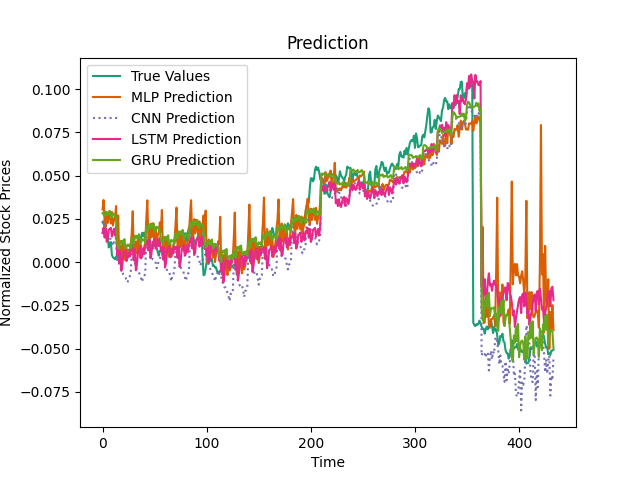 Prediction
True Values
MLP Prediction
CNN Prediction
LSTM Prediction
GRU Prediction
Normalized Stock Prices
0.100
0.075
0.050
0.025
0.000
−0.025
−0.050
−0.075
0
100
200
300
400
Time